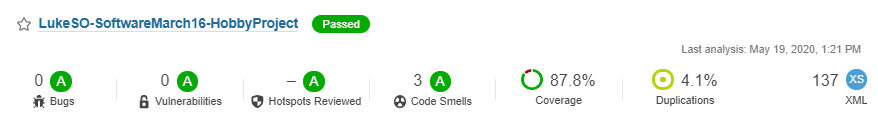 LukeSO-SoftwareMarch16-HobbyProject Passed
Last analysis: May 19, 2020, 1:21 PM
0 A 0 A – A 3 A 87.8% 4.1% 137 XS
Bugs Vulnerabilities Hotspots Reviewed Code Smells Coverage Duplications XML